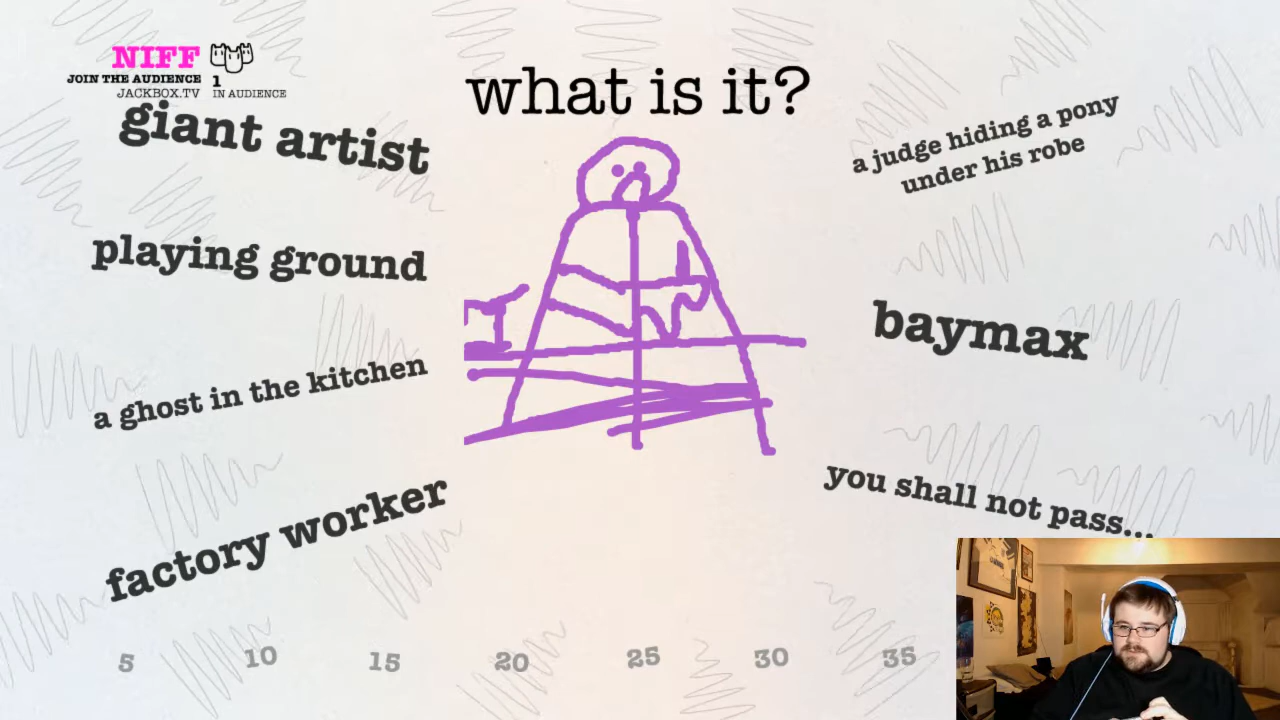 NIFF
JOIN THE AUDIENCE
JACKBOX.TV
1
IN AUDIENCE
what is it?
giant artist
a judge hiding a pony
under his robe
playing ground
baymax
a ghost in the kitchen
you shall not pass...
factory worker
5 10 15 20 25 30 35